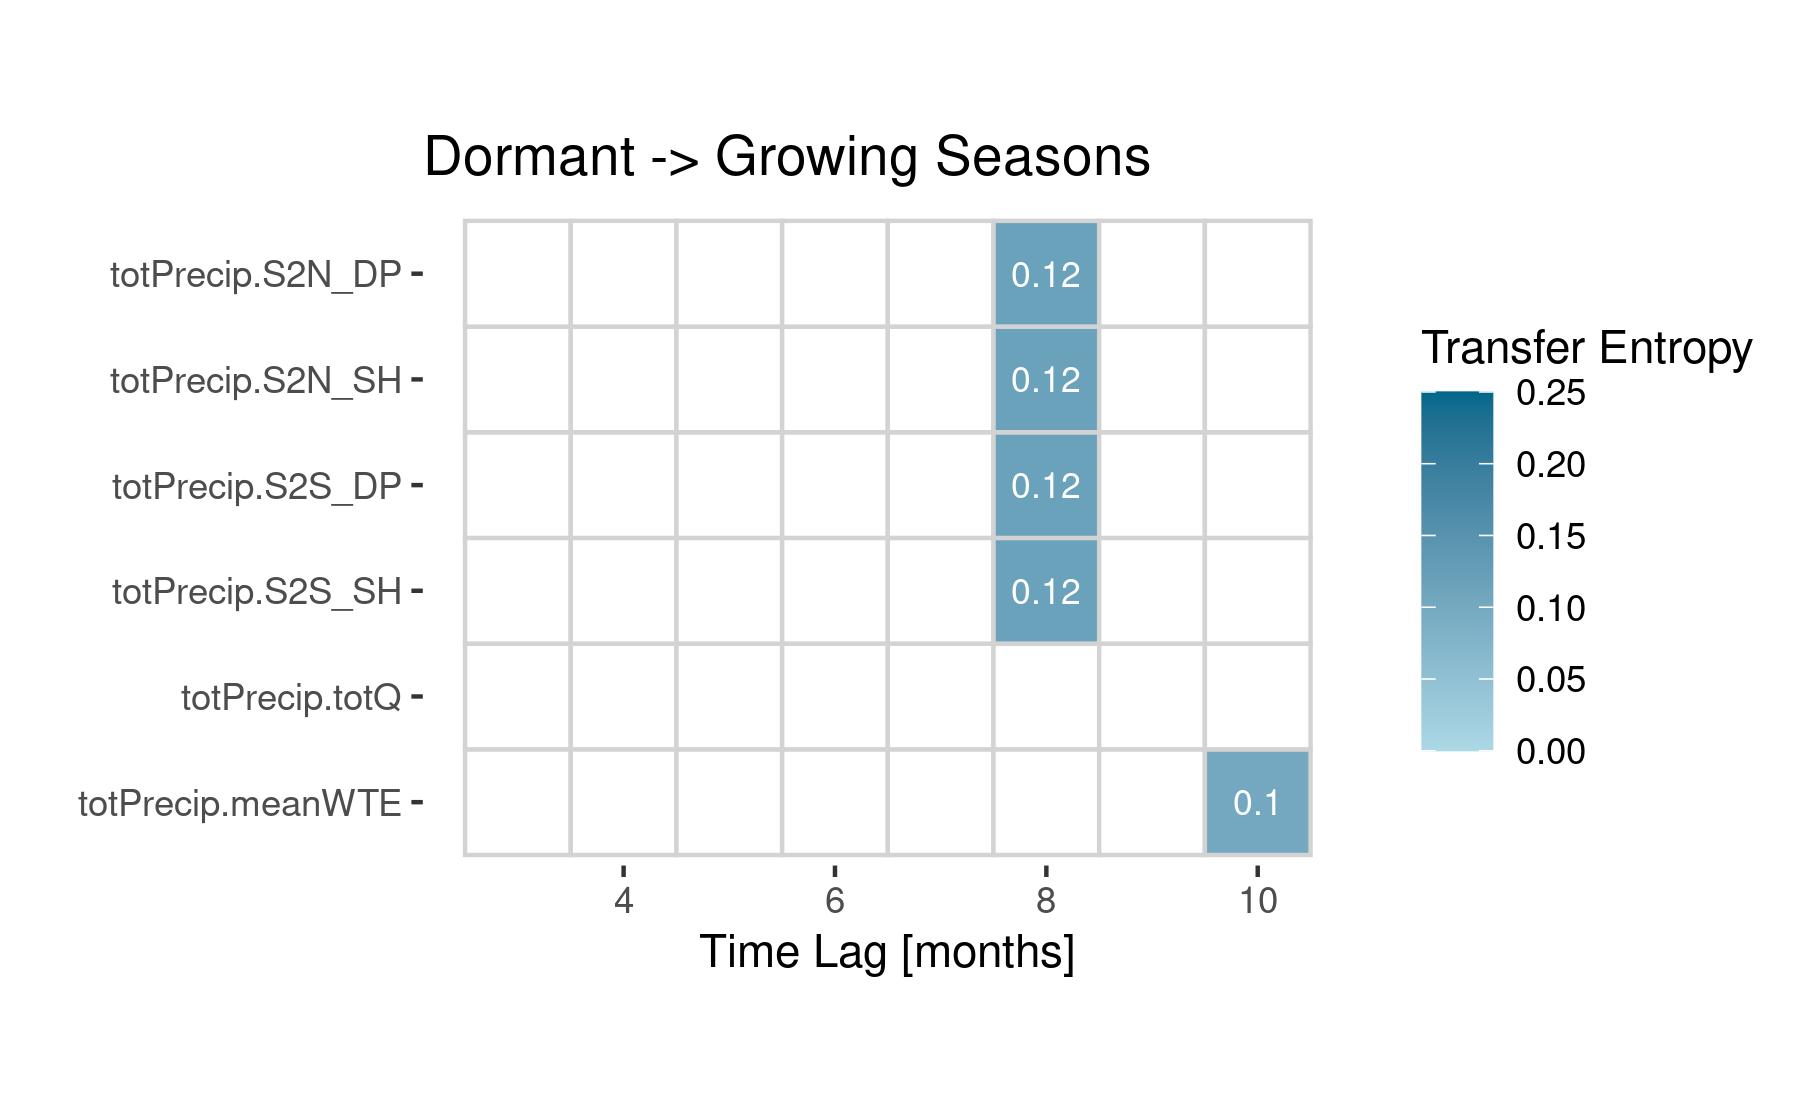 Dormant -> Growing Seasons
totPrecip.S2N_DP
0.12
totPrecip.S2N_SH
0.12
totPrecip.S2S_DP
0.12
totPrecip.S2S_SH
0.12
totPrecip.totQ
totPrecip.meanWTE
0.1
4 6 8 10
Time Lag [months]
Transfer Entropy
0.25
0.20
0.15
0.10
0.05
0.00